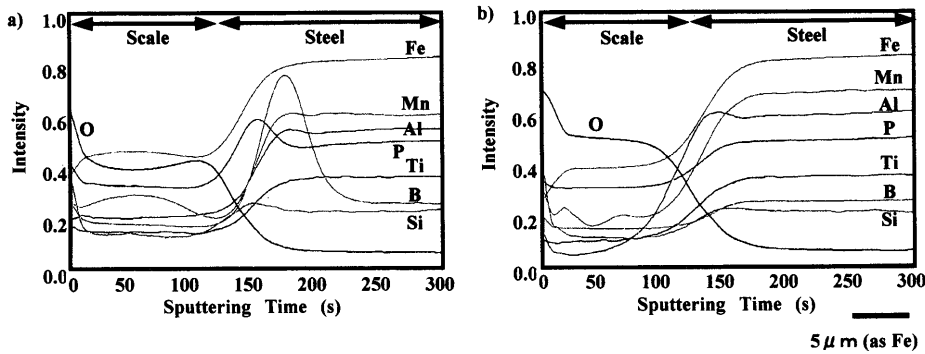 a)
Scale
Steel
Fe
Mn
Al
P
Ti
B
Si
O
Intensity
1.0
0.8
0.6
0.4
0.2
0.0
0
50
100
150
200
250
300
Sputtering Time (s)
b)
Scale
Steel
Fe
Mn
Al
P
Ti
B
Si
O
Intensity
1.0
0.8
0.6
0.4
0.2
0.0
0
50
100
150
200
250
300
Sputtering Time (s)
5 μ m (as Fe)